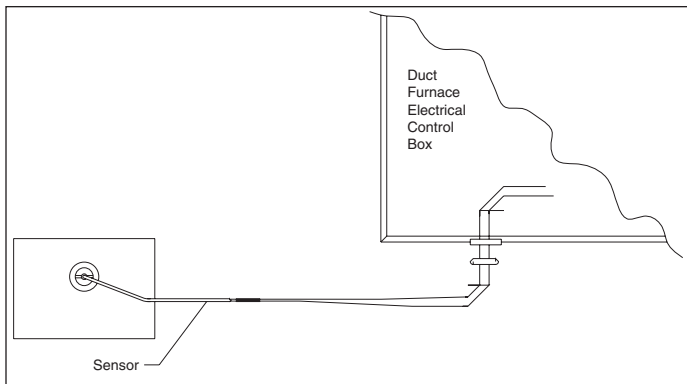 Duct
Furnace
Electrical
Control
Box
Sensor